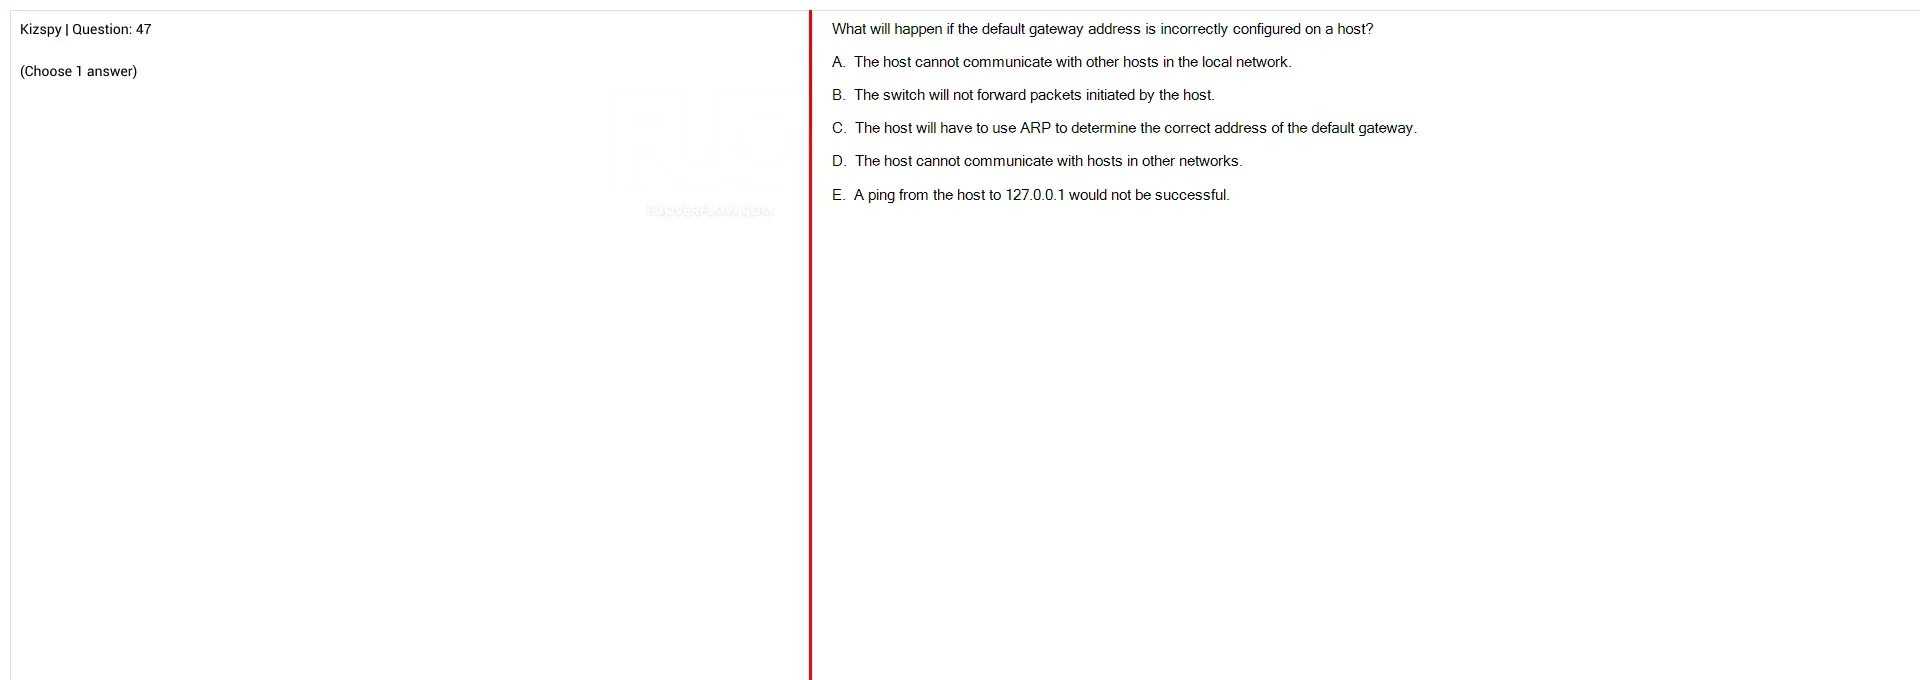 Kizspy | Question: 47
(Choose 1 answer)
What will happen if the default gateway address is incorrectly configured on a host?
A. The host cannot communicate with other hosts in the local network.
B. The switch will not forward packets initiated by the host.
C. The host will have to use ARP to determine the correct address of the default gateway.
D. The host cannot communicate with hosts in other networks.
E. A ping from the host to 127.0.0.1 would not be successful.
FUOVERFLOW.COM